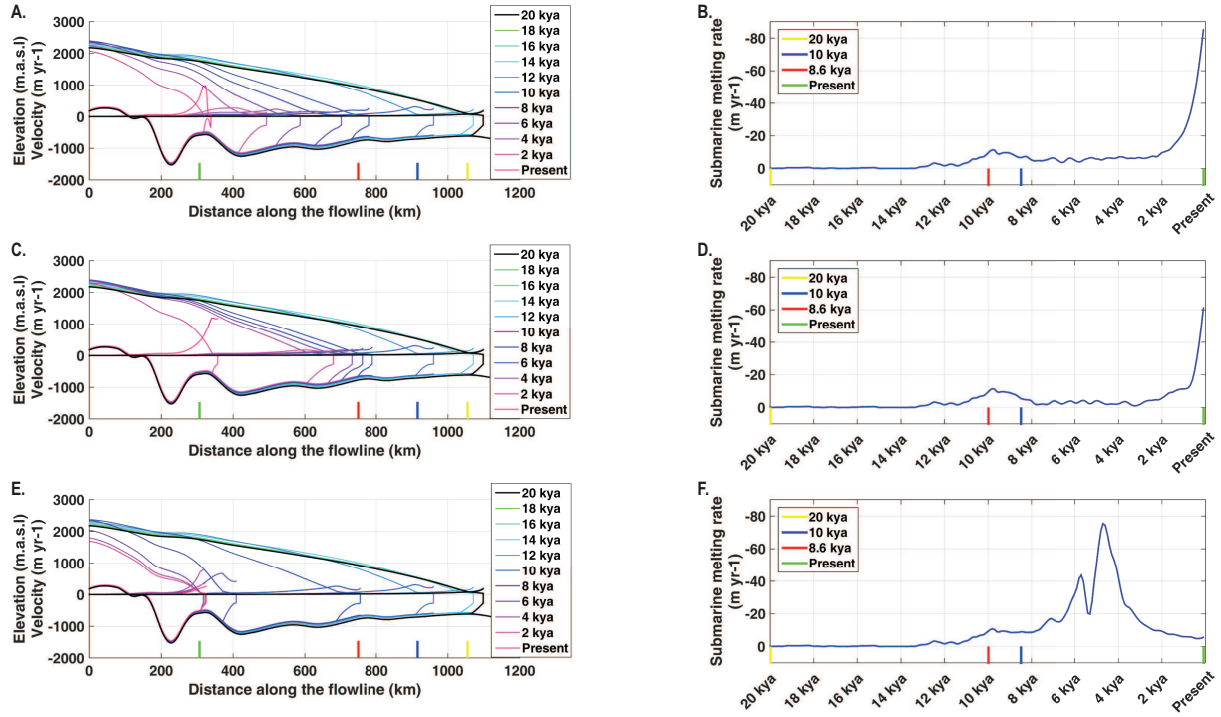 A.
3000
2000
1000
0
-1000
-2000
Elevation (m.a.s.l)
Velocity (m yr-1)
0
200
400
600
800
1000
1200
Distance along the flowline (km)
20 kya
18 kya
16 kya
14 kya
12 kya
10 kya
8 kya
6 kya
4 kya
2 kya
Present
B.
-80
-60
-40
-20
0
Submarine melting rate
(m yr-1)
20 kya
10 kya
8.6 kya
Present
20 kya
18 kya
16 kya
14 kya
12 kya
10 kya
8 kya
6 kya
4 kya
2 kya
Present
C.
3000
2000
1000
0
-1000
-2000
Elevation (m.a.s.l)
Velocity (m yr-1)
0
200
400
600
800
1000
1200
Distance along the flowline (km)
20 kya
18 kya
16 kya
14 kya
12 kya
10 kya
8 kya
6 kya
4 kya
2 kya
Present
D.
-80
-60
-40
-20
0
Submarine melting rate
(m yr-1)
20 kya
10 kya
8.6 kya
Present
20 kya
18 kya
16 kya
14 kya
12 kya
10 kya
8 kya
6 kya
4 kya
2 kya
Present
E.
3000
2000
1000
0
-1000
-2000
Elevation (m.a.s.l)
Velocity (m yr-1)
0
200
400
600
800
1000
1200
Distance along the flowline (km)
20 kya
18 kya
16 kya
14 kya
12 kya
10 kya
8 kya
6 kya
4 kya
2 kya
Present
F.
-80
-60
-40
-20
0
Submarine melting rate
(m yr-1)
20 kya
10 kya
8.6 kya
Present
20 kya
18 kya
16 kya
14 kya
12 kya
10 kya
8 kya
6 kya
4 kya
2 kya
Present